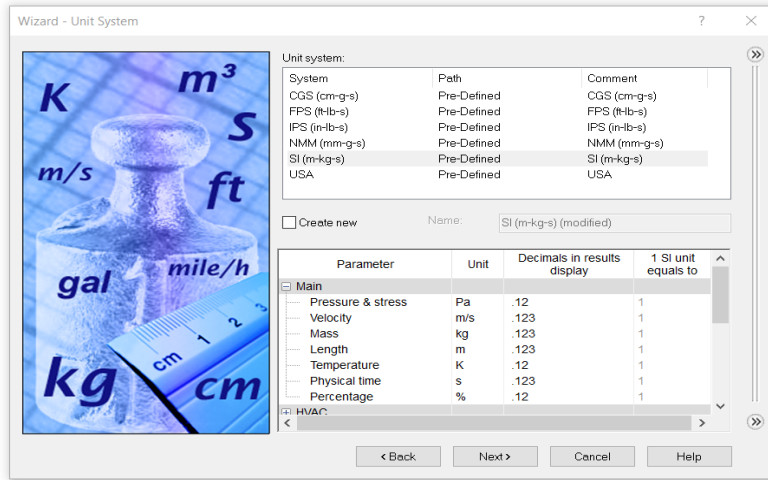 Wizard - Unit System ?
Unit system:
System Path Comment
CGS (cm-g-s) Pre-Defined CGS (cm-g-s)
FPS (ft-lb-s) Pre-Defined FPS (ft-lb-s)
IPS (in-lb-s) Pre-Defined IPS (in-lb-s)
NMM (mm-g-s) Pre-Defined NMM (mm-g-s)
SI (m-kg-s) Pre-Defined SI (m-kg-s)
USA Pre-Defined USA
K m³
S
m/s ft
gal mile/h
cm 1 2 3
kg cm
Create new Name: SI (m-kg-s) (modified)
Parameter Unit Decimals in results display 1 SI unit equals to
Main
Pressure & stress Pa .12 1
Velocity m/s .123 1
Mass kg .123 1
Length m .123 1
Temperature K .12 1
Physical time s .123 1
Percentage % .12 1
HVAC
< Back Next > Cancel Help